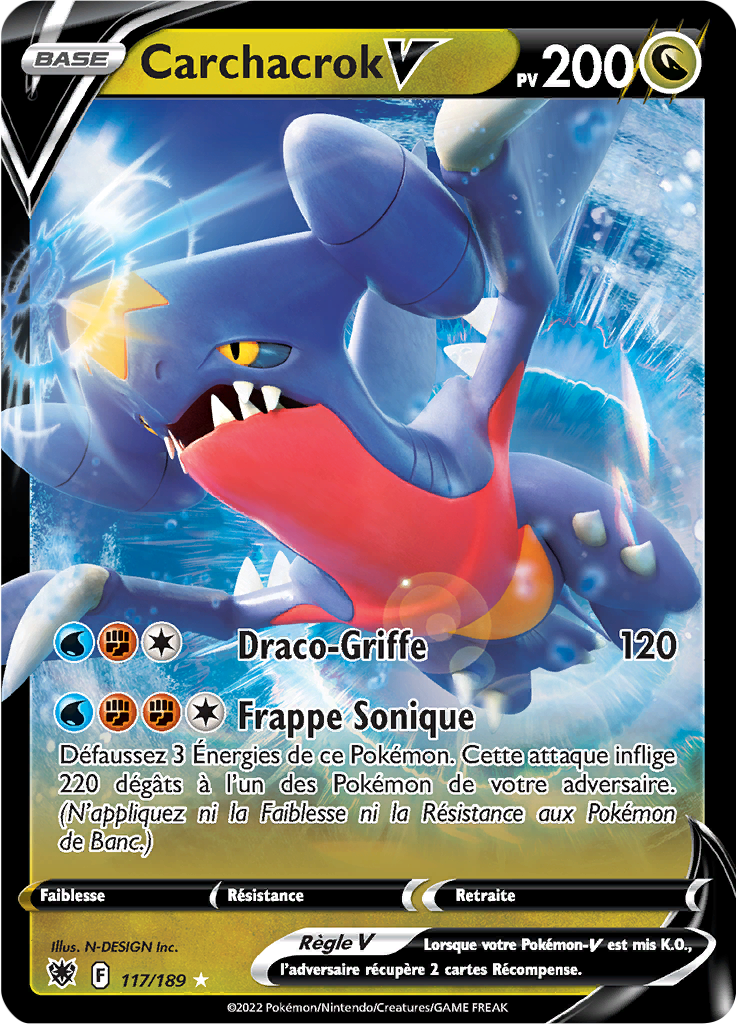 BASE
Carchacrok V
PV 200
Draco-Griffe 120
Frappe Sonique
Défaussez 3 Énergies de ce Pokémon. Cette attaque inflige
220 dégâts à l'un des Pokémon de votre adversaire.
(N'appliquez ni la Faiblesse ni la Résistance aux Pokémon
de Banc.)
Faiblesse Résistance Retraite
Illus. N-DESIGN Inc.
Règle V Lorsque votre Pokémon-V est mis K.O.,
l'adversaire récupère 2 cartes Récompense.
F 117/189
©2022 Pokémon/Nintendo/Creatures/GAME FREAK